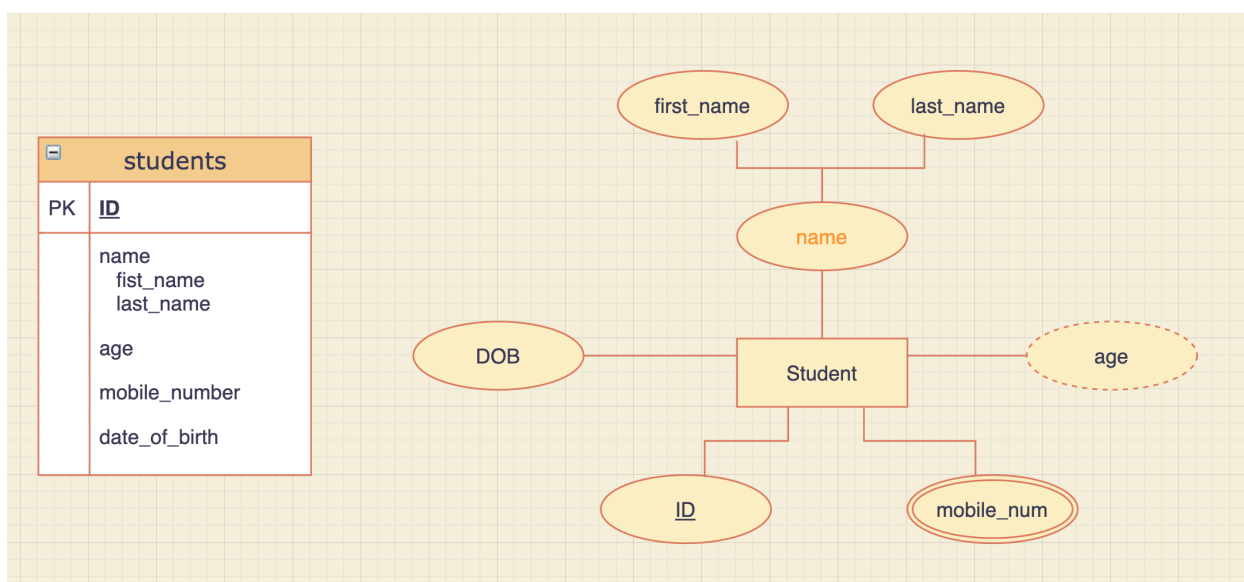 students
PK ID
name
fist_name
last_name
age
mobile_number
date_of_birth
first_name
last_name
name
DOB
Student
age
ID
mobile_num